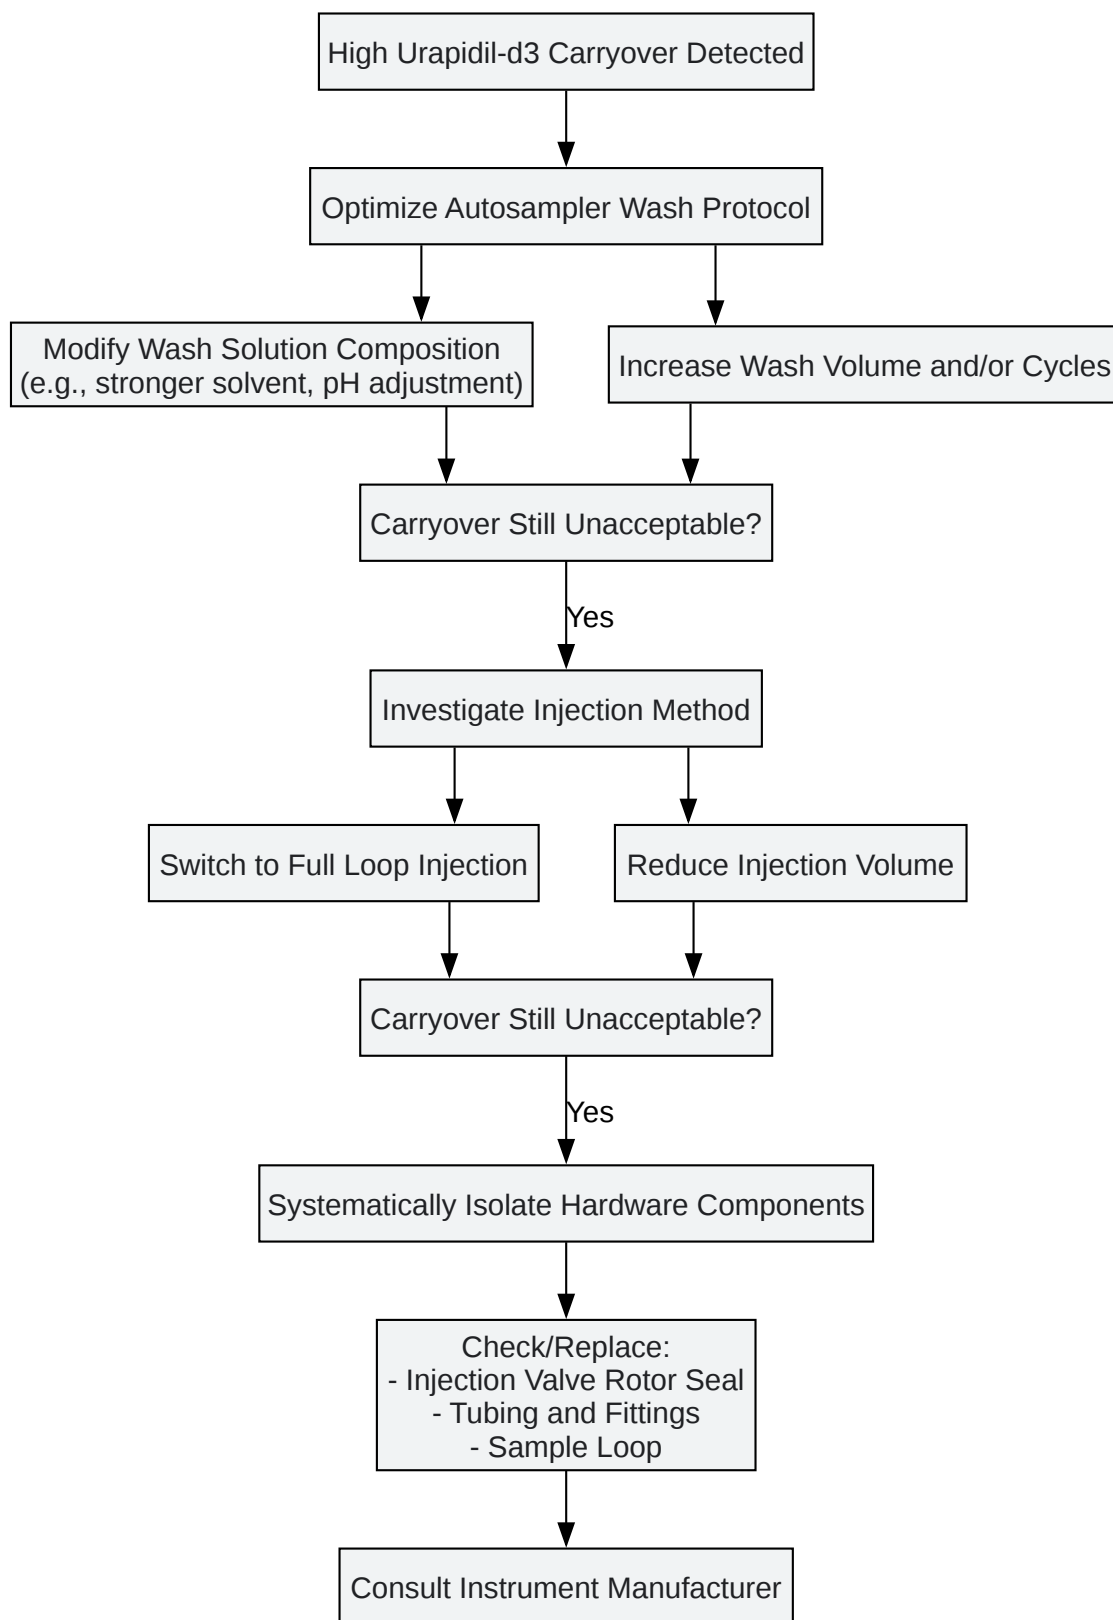 High Urapidil-d3 Carryover Detected
Optimize Autosampler Wash Protocol
Modify Wash Solution Composition
(e.g., stronger solvent, pH adjustment)
Increase Wash Volume and/or Cycles
Carryover Still Unacceptable?
Yes
Investigate Injection Method
Switch to Full Loop Injection
Reduce Injection Volume
Carryover Still Unacceptable?
Yes
Systematically Isolate Hardware Components
Check/Replace:
- Injection Valve Rotor Seal
- Tubing and Fittings
- Sample Loop
Consult Instrument Manufacturer